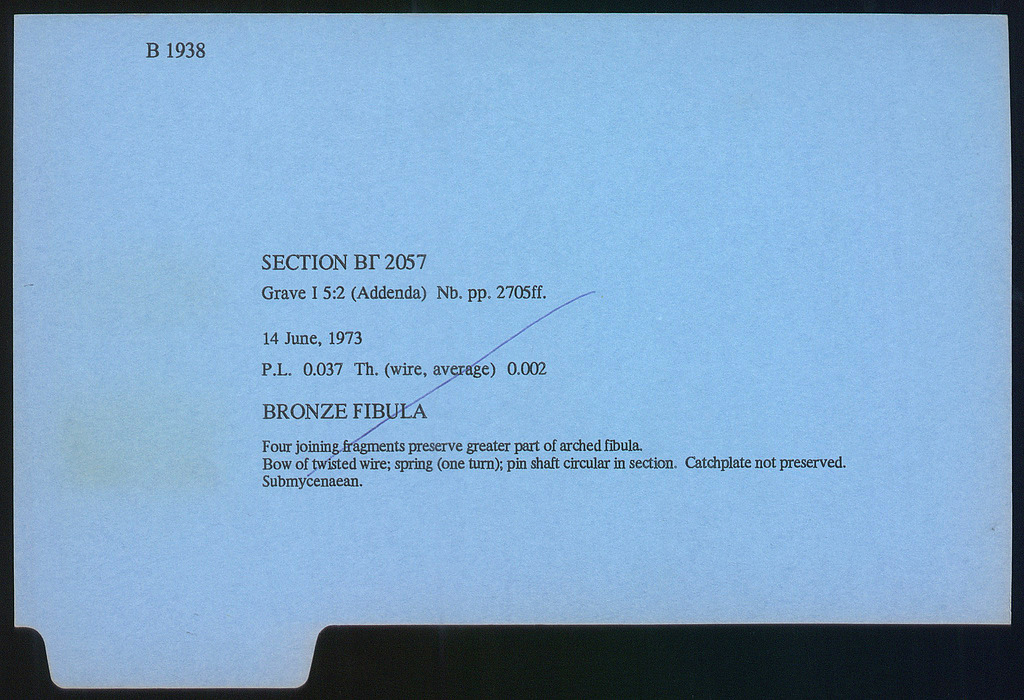 B 1938
SECTION ΒΓ 2057
Grave I 5:2 (Addenda) Nb. pp. 2705ff.
14 June, 1973
P.L. 0.037 Th. (wire, average) 0.002
BRONZE FIBULA
Four joining fragments preserve greater part of arched fibula.
Bow of twisted wire; spring (one turn); pin shaft circular in section. Catchplate not preserved.
Submycenaean.